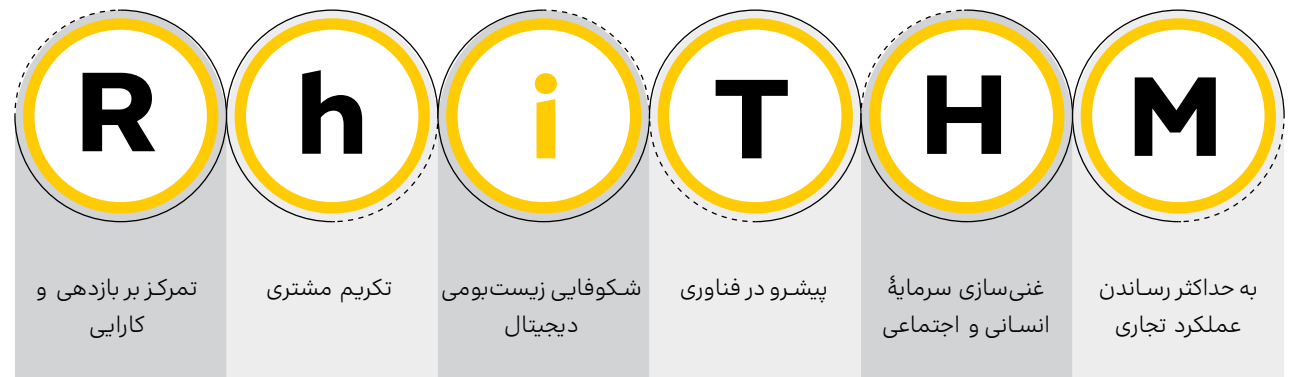 R h i T H M
تمرکز بر بازدهی و
کارایی
تکریم مشتری
شکوفایی زیست‌بومی
دیجیتال
پیشرو در فناوری
غنی‌سازی سرمایهٔ
انسانی و اجتماعی
به حداکثر رساندن
عملکرد تجاری